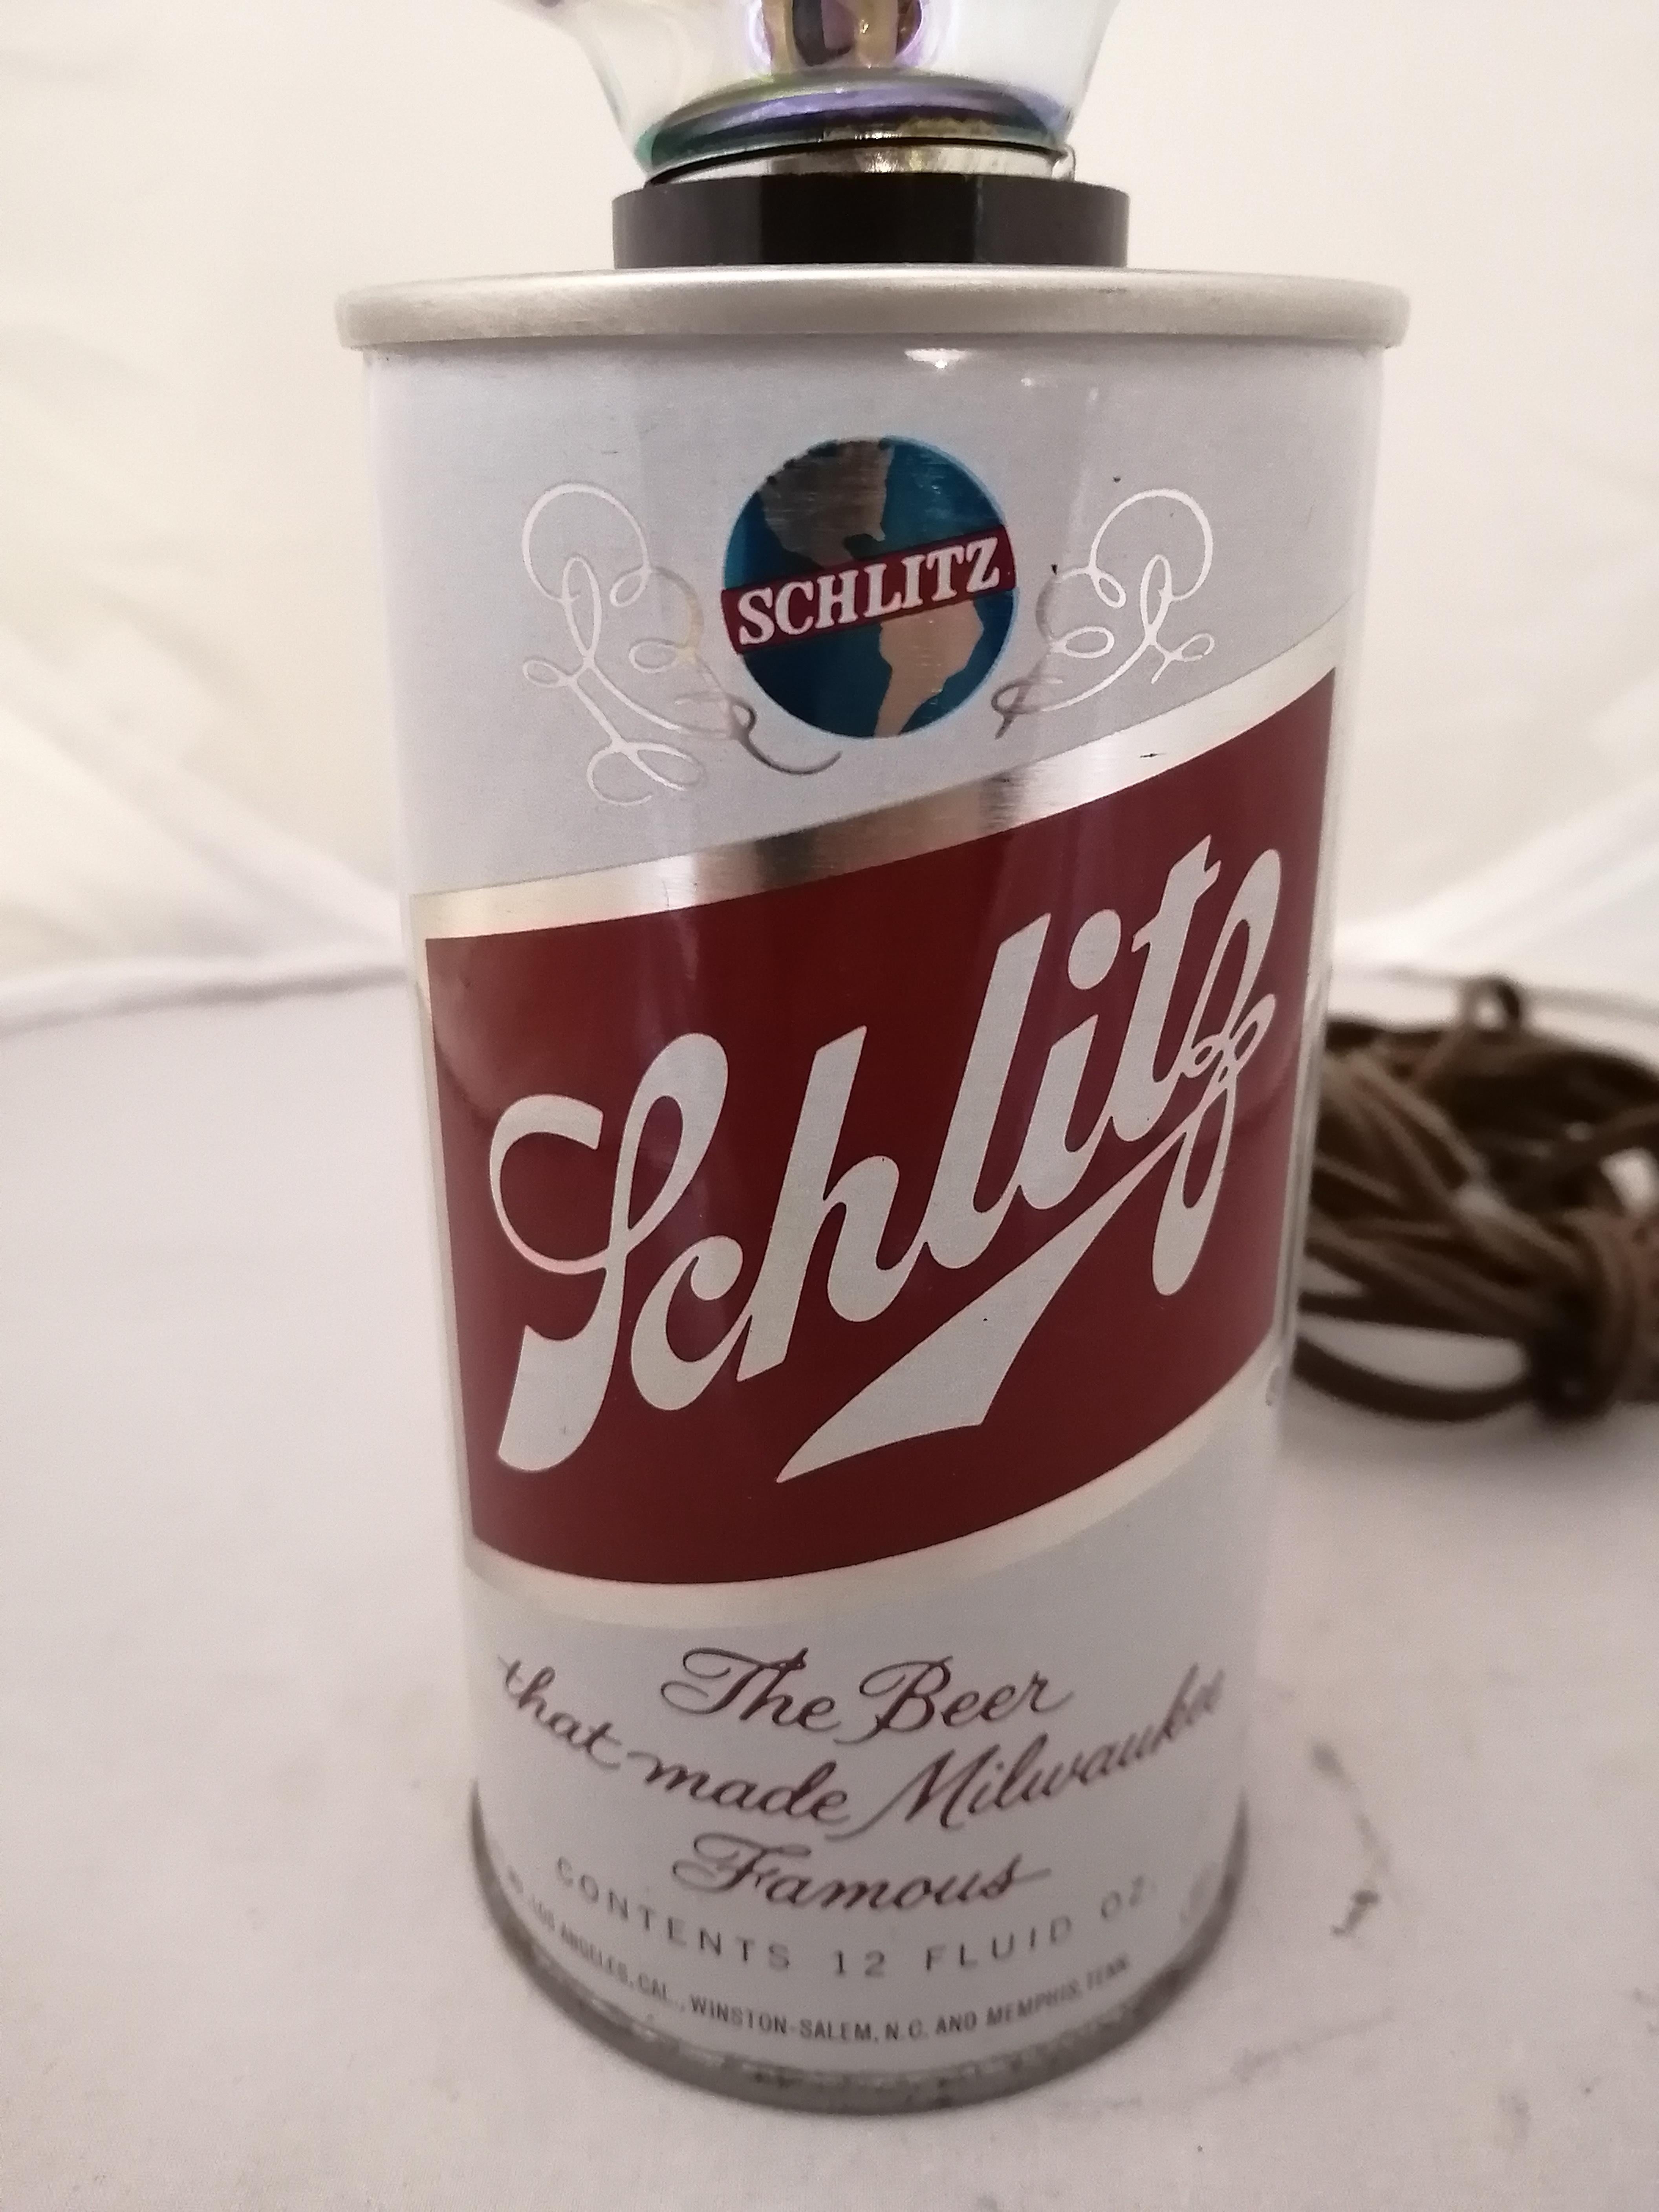 SCHLITZ
Schlitz
The Beer
that made Milwaukee
Famous
CONTENTS 12 FLUID OZ.
LOS ANGELES, CAL., WINSTON-SALEM, N.C. AND MEMPHIS, TENN.